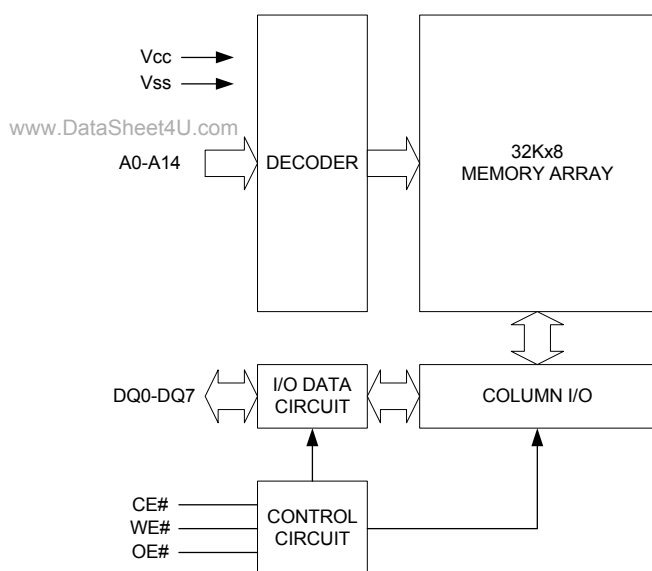 Vcc
Vss
www.DataSheet4U.com
A0-A14
DECODER
32Kx8
MEMORY ARRAY
DQ0-DQ7
I/O DATA
CIRCUIT
COLUMN I/O
CE#
WE#
OE#
CONTROL
CIRCUIT